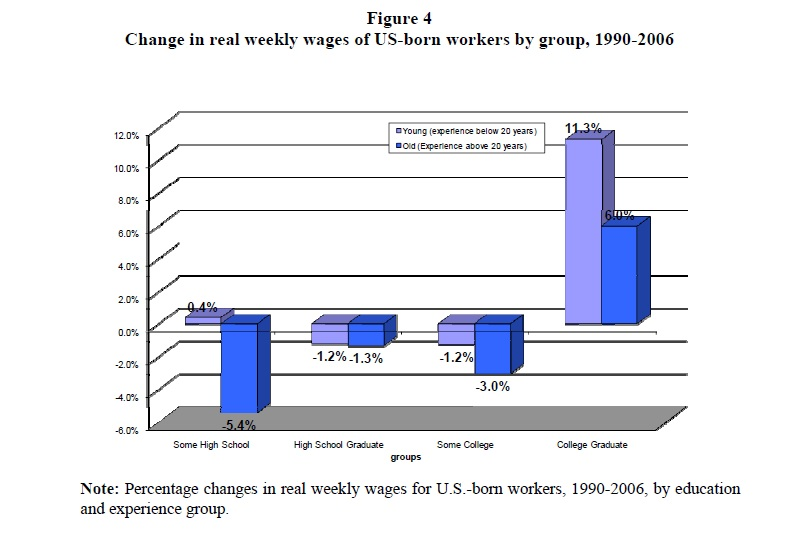 Figure 4
Change in real weekly wages of US-born workers by group, 1990-2006
Young (experience below 20 years)
Old (Experience above 20 years)
12.0%
10.0%
8.0%
6.0%
4.0%
2.0%
0.0%
-2.0%
-4.0%
-6.0%
0.4%
-5.4%
-1.2%
-1.3%
-1.2%
-3.0%
11.3%
6.0%
Some High School
High School Graduate
Some College
College Graduate
groups
Note: Percentage changes in real weekly wages for U.S.-born workers, 1990-2006, by education
and experience group.